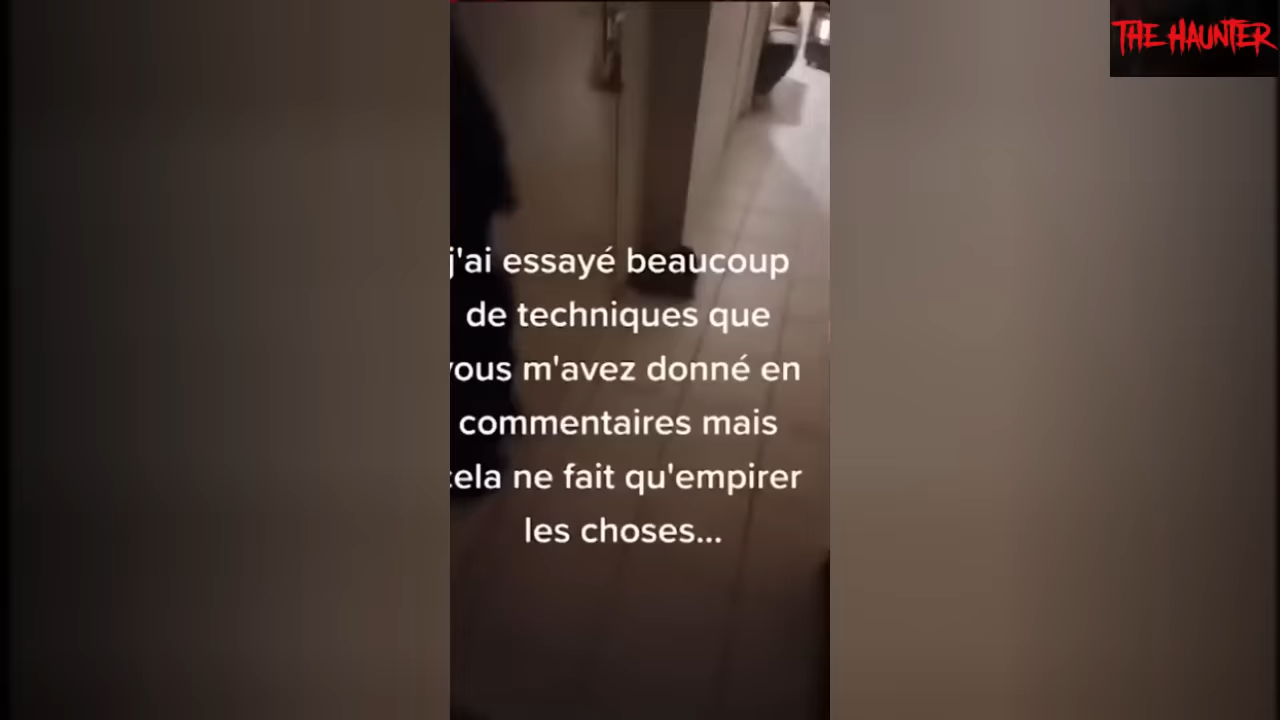 THE HAUNTER
j'ai essayé beaucoup
de techniques que
vous m'avez donné en
commentaires mais
cela ne fait qu'empirer
les choses...